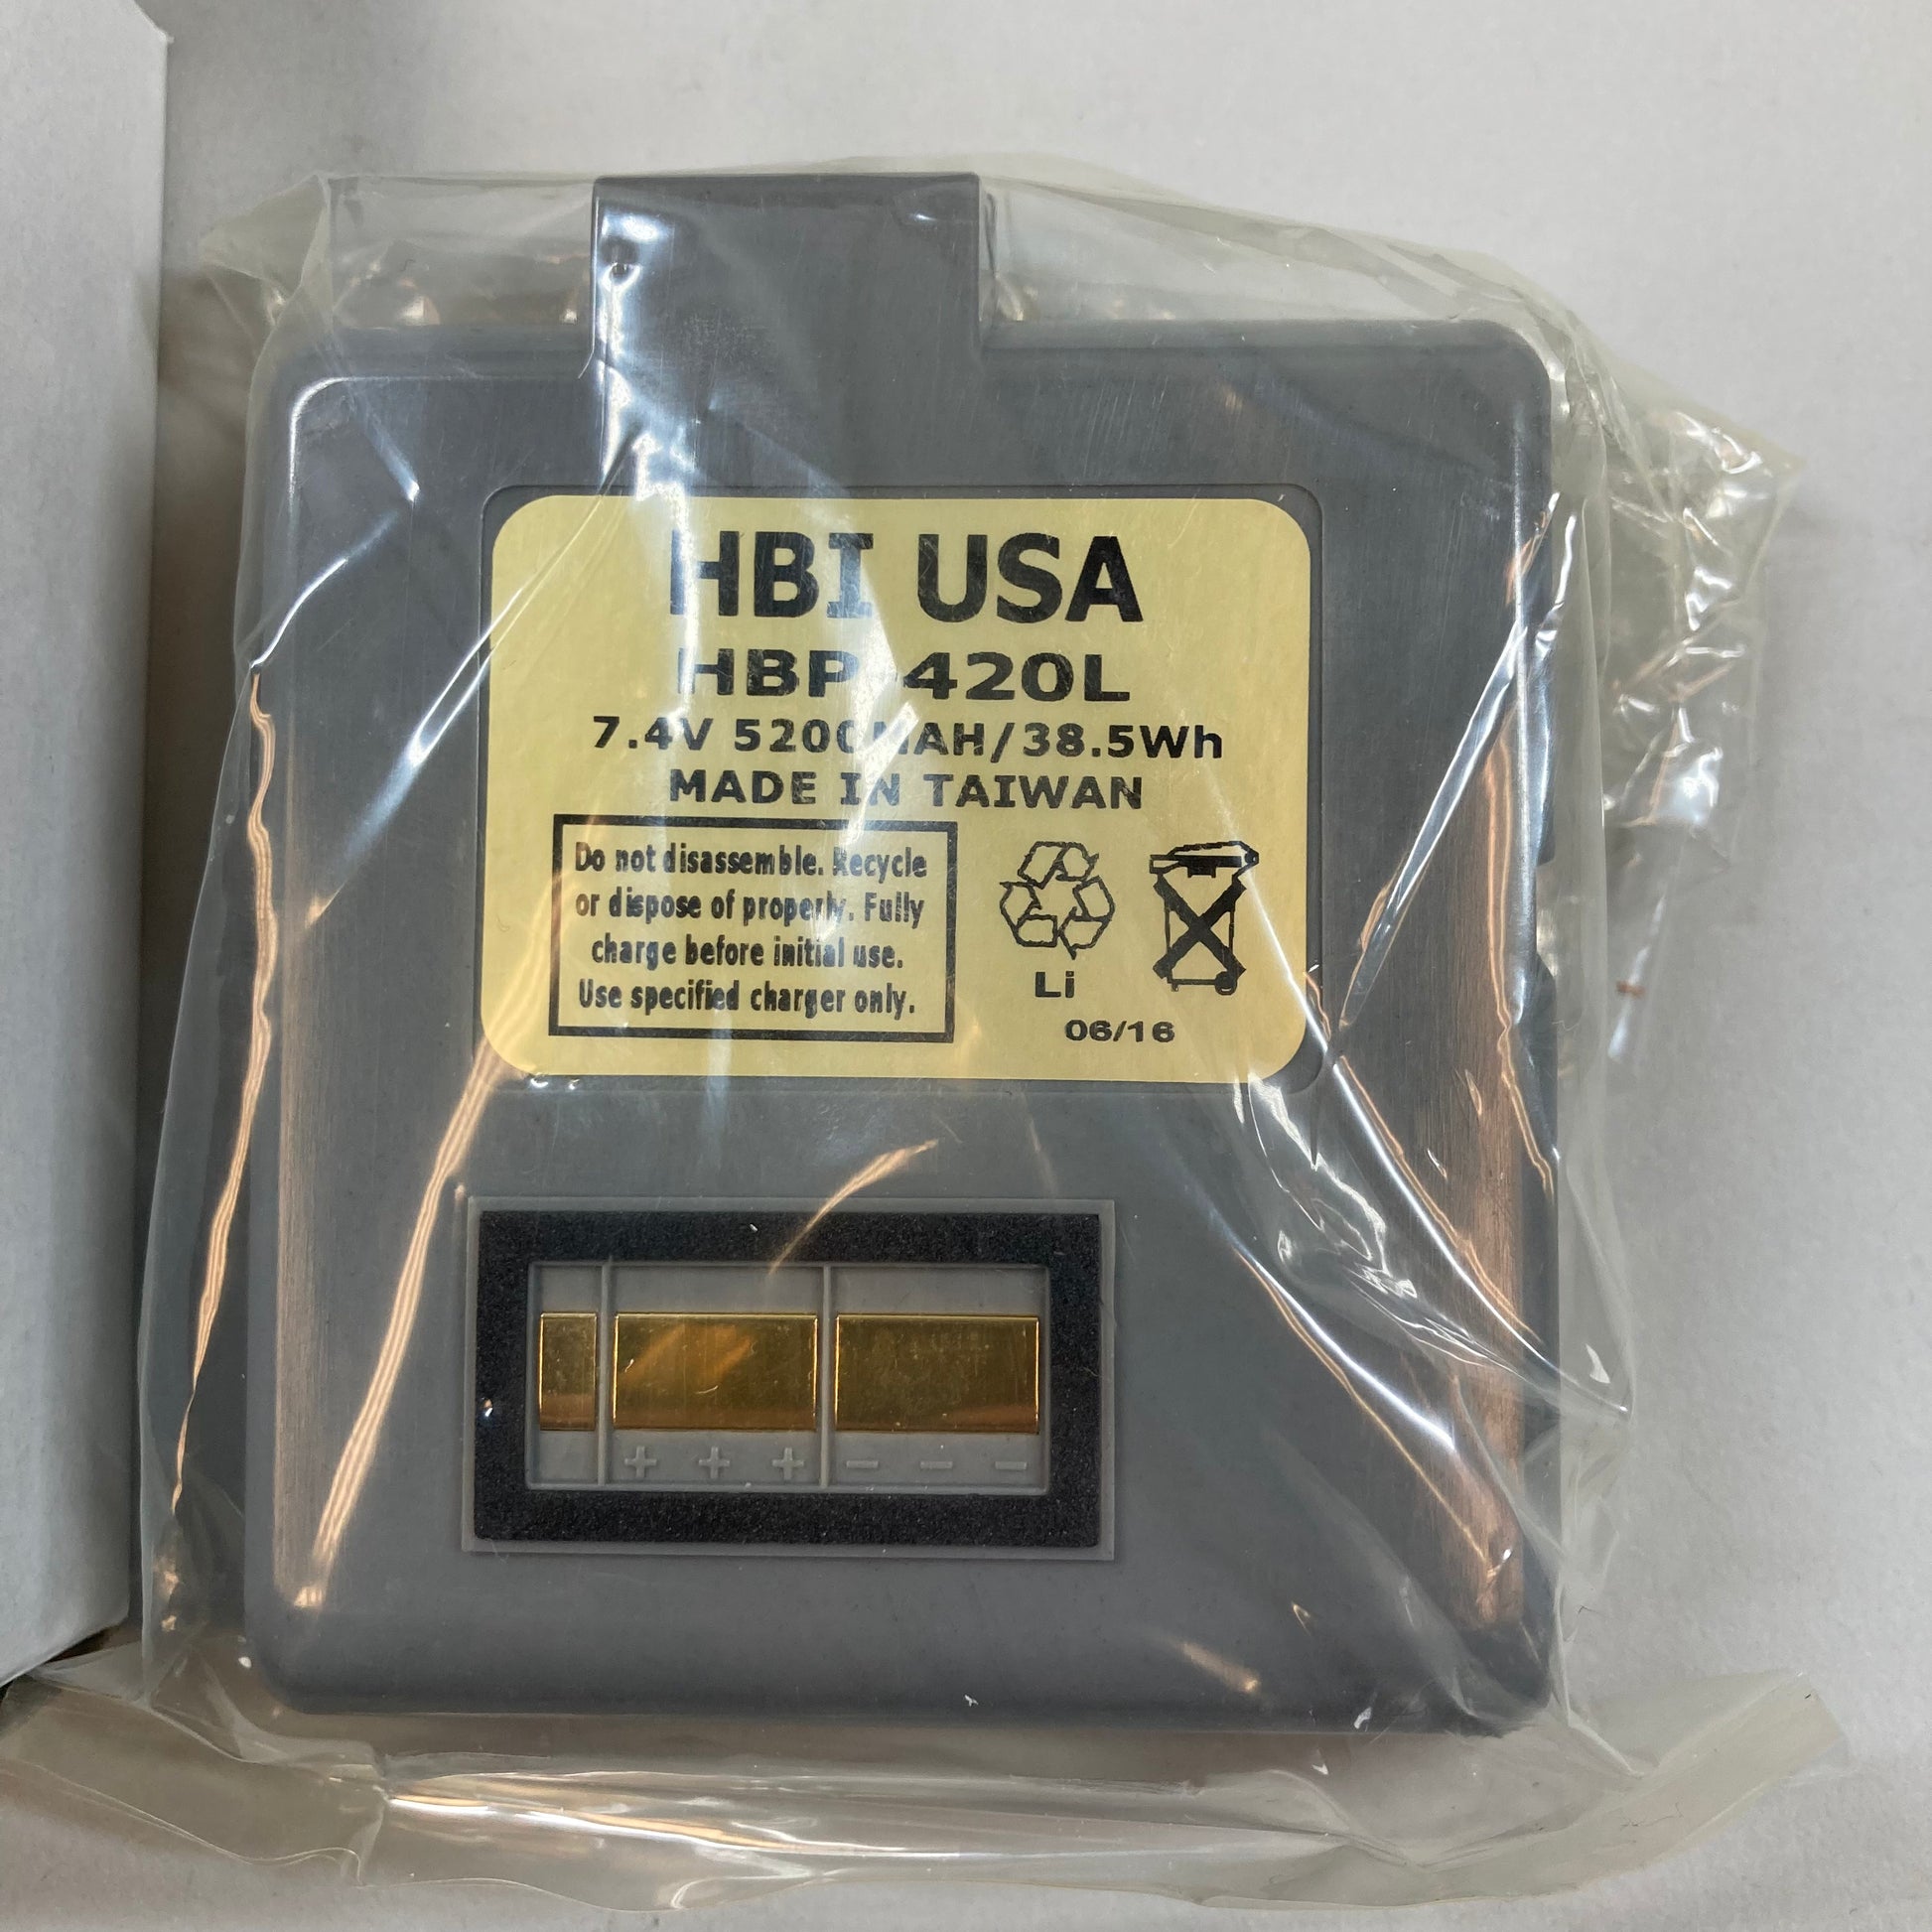 HBI USA
HBP-420L
7.4V 5200MAH/38.5Wh
MADE IN TAIWAN
Do not disassemble. Recycle
or dispose of properly. Fully
charge before initial use.
Use specified charger only.
Li
06/16
+ + + - - -